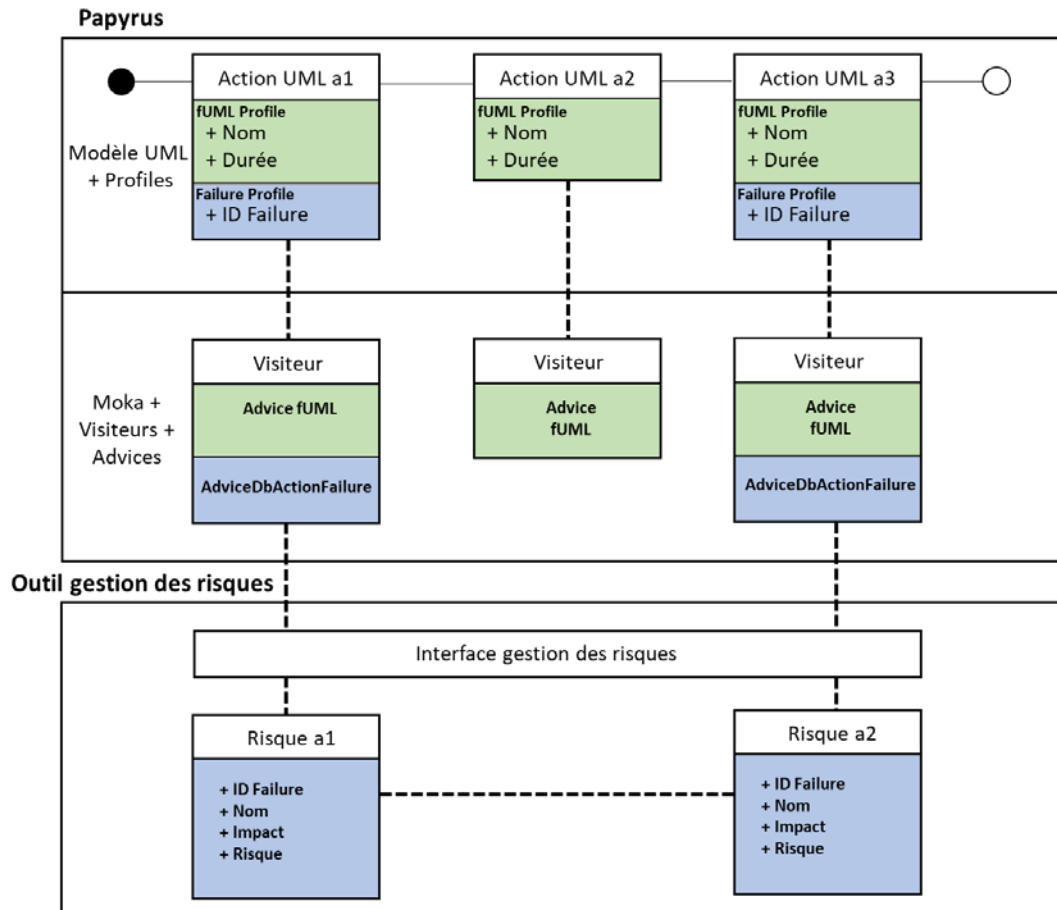 Papyrus
Action UML a1
Action UML a2
Action UML a3
fUML Profile
+ Nom
+ Durée
fUML Profile
+ Nom
+ Durée
fUML Profile
+ Nom
+ Durée
Modèle UML
+ Profiles
Failure Profile
+ ID Failure
Failure Profile
+ ID Failure
Visiteur
Visiteur
Visiteur
Moka +
Visiteurs +
Advices
Advice fUML
Advice
fUML
Advice
fUML
AdviceDbActionFailure
AdviceDbActionFailure
Outil gestion des risques
Interface gestion des risques
Risque a1
+ ID Failure
+ Nom
+ Impact
+ Risque
Risque a2
+ ID Failure
+ Nom
+ Impact
+ Risque